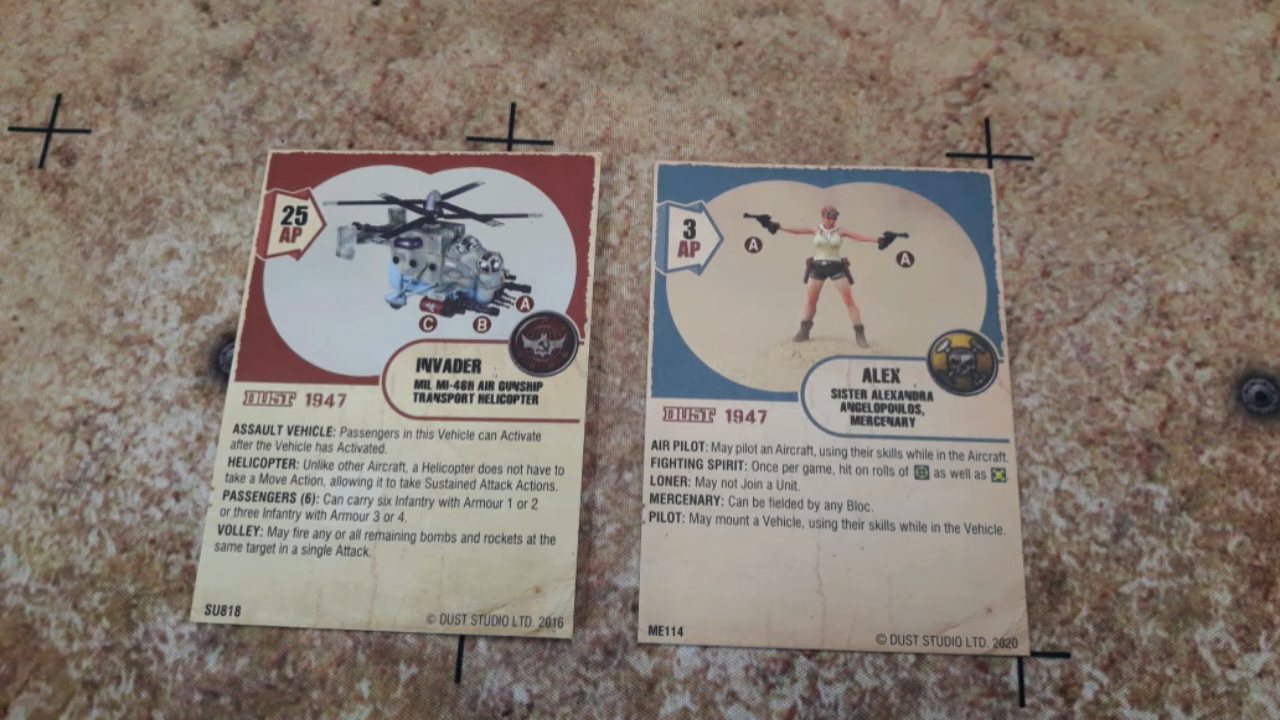 25
AP
A
C
B
INVADER
MIL MI-46H AIR GUNSHIP
TRANSPORT HELICOPTER
DUST 1947
ASSAULT VEHICLE: Passengers in this Vehicle can Activate
after the Vehicle has Activated.
HELICOPTER: Unlike other Aircraft, a Helicopter does not have to
take a Move Action, allowing it to take Sustained Attack Actions.
PASSENGERS (6): Can carry six Infantry with Armour 1 or 2
or three Infantry with Armour 3 or 4.
VOLLEY: May fire any or all remaining bombs and rockets at the
same target in a single Attack.
SU818
© DUST STUDIO LTD. 2016
3
AP
A
A
ALEX
SISTER ALEXANDRA
ANGELOPOULOS,
MERCENARY
DUST 1947
AIR PILOT: May pilot an Aircraft, using their skills while in the Aircraft.
FIGHTING SPIRIT: Once per game, hit on rolls of as well as
LONER: May not Join a Unit.
MERCENARY: Can be fielded by any Bloc.
PILOT: May mount a Vehicle, using their skills while in the Vehicle.
ME114
© DUST STUDIO LTD. 2020